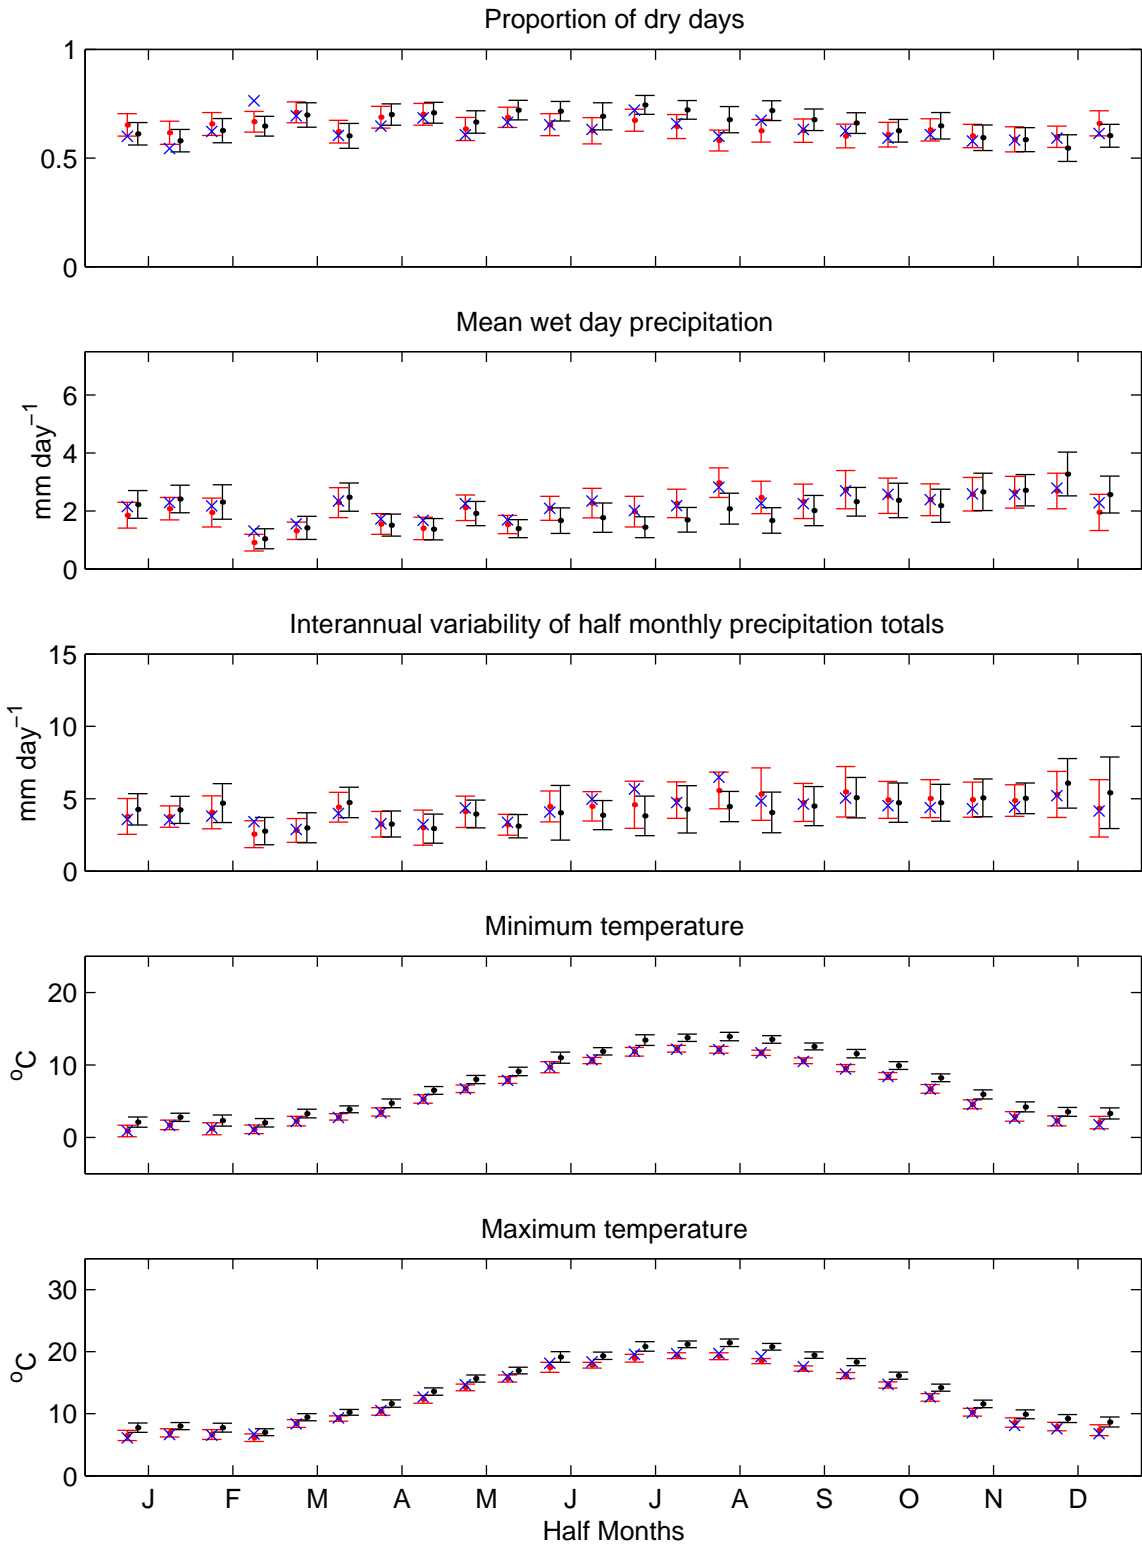 Proportion of dry days
1
0.5
0
Mean wet day precipitation
6
4
2
0
mm day⁻¹
Interannual variability of half monthly precipitation totals
15
10
5
0
mm day⁻¹
Minimum temperature
20
10
0
ºC
Maximum temperature
30
20
10
0
ºC
J F M A M J J A S O N D
Half Months